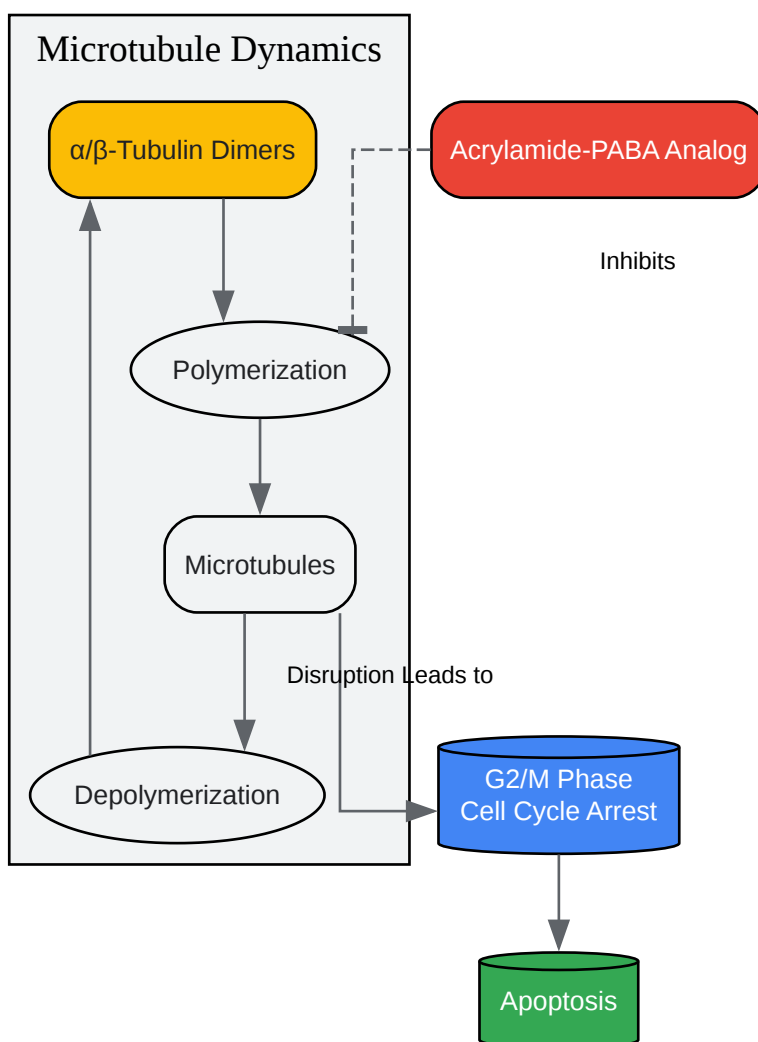 Microtubule Dynamics
α/β-Tubulin Dimers
Acrylamide-PABA Analog
Inhibits
Polymerization
Microtubules
Disruption Leads to
Depolymerization
G2/M Phase
Cell Cycle Arrest
Apoptosis